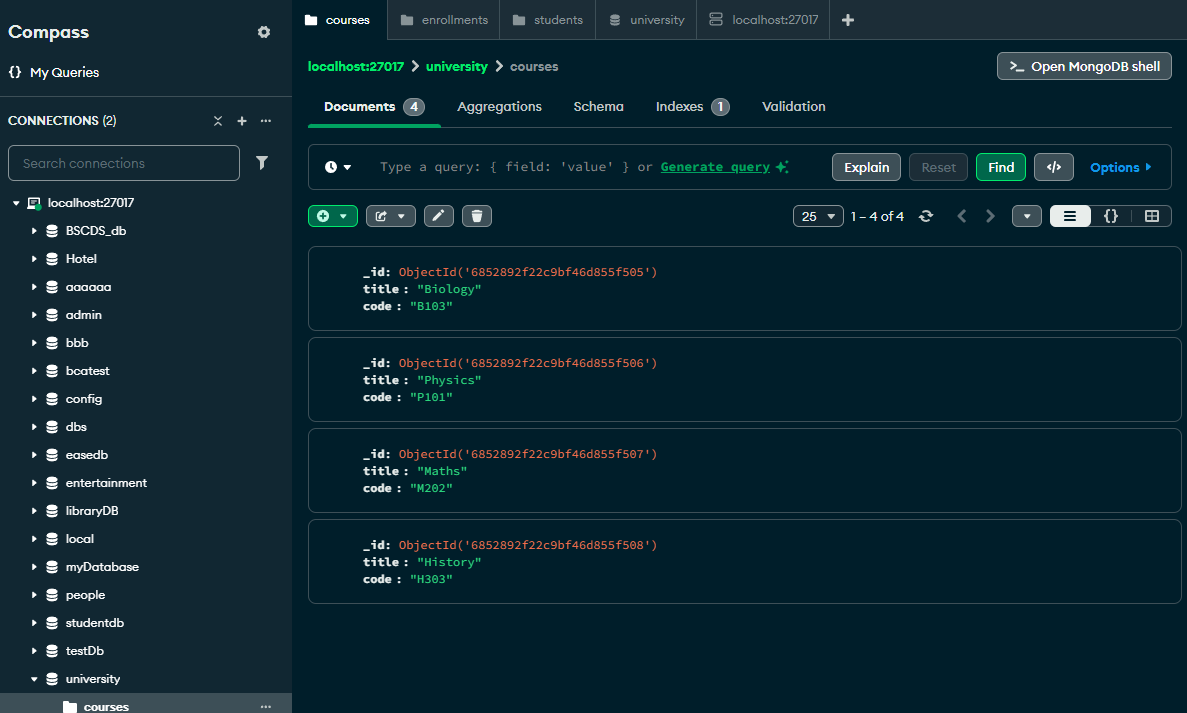 Compass
{} My Queries
CONNECTIONS (2)
Search connections
localhost:27017
BSCDS_db
Hotel
aaaaaa
admin
bbb
bcatest
config
dbs
easedb
entertainment
libraryDB
local
myDatabase
people
studentdb
testDb
university
courses
courses enrollments students university localhost:27017
localhost:27017 > university > courses
>_ Open MongoDB shell
Documents 4 Aggregations Schema Indexes 1 Validation
Type a query: { field: 'value' } or Generate query
Explain Reset Find </> Options
25 1 – 4 of 4 {}
_id: ObjectId('6852892f22c9bf46d855f505')
title : "Biology"
code : "B103"
_id: ObjectId('6852892f22c9bf46d855f506')
title : "Physics"
code : "P101"
_id: ObjectId('6852892f22c9bf46d855f507')
title : "Maths"
code : "M202"
_id: ObjectId('6852892f22c9bf46d855f508')
title : "History"
code : "H303"